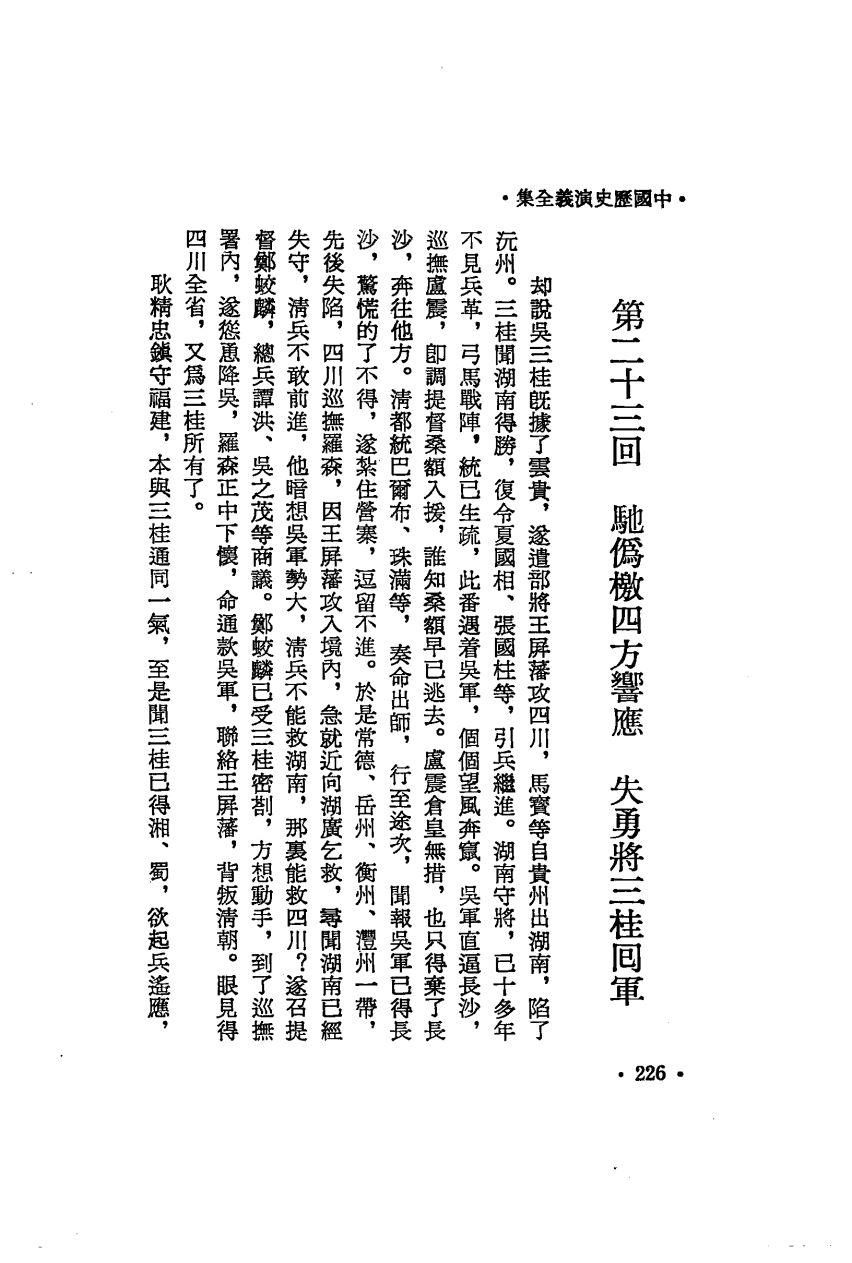 ·中國歷史演義全集·
第二十三回　馳僞檄四方響應　失勇將三桂回軍
却說吳三桂旣據了雲貴，遂遣部將王屏藩攻四川，馬寶等自貴州出湖南，陷了
沅州。三桂聞湖南得勝，復令夏國相、張國柱等，引兵繼進。湖南守將，已十多年
不見兵革，弓馬戰陣，統已生疏，此番遇着吳軍，個個望風奔竄。吳軍直逼長沙，
巡撫盧震，卽調提督桑額入援，誰知桑額早已逃去。盧震倉皇無措，也只得棄了長
沙，奔往他方。清都統巴爾布、珠滿等，奏命出師，行至途次，聞報吳軍已得長
沙，驚慌的了不得，遂紮住營寨，逗留不進。於是常德、岳州、衡州、灃州一帶，
先後失陷，四川巡撫羅森，因王屏藩攻入境內，急就近向湖廣乞救，尋聞湖南已經
失守，清兵不敢前進，他暗想吳軍勢大，清兵不能救湖南，那裏能救四川？遂召提
督鄭蛟麟，總兵譚洪、吳之茂等商議。鄭蛟麟已受三桂密劄，方想動手，到了巡撫
署內，遂慫恿降吳，羅森正中下懷，命通款吳軍，聯絡王屏藩，背叛清朝。眼見得
四川全省，又爲三桂所有了。
耿精忠鎭守福建，本與三桂通同一氣，至是聞三桂已得湘、蜀，欲起兵遙應，
·226·